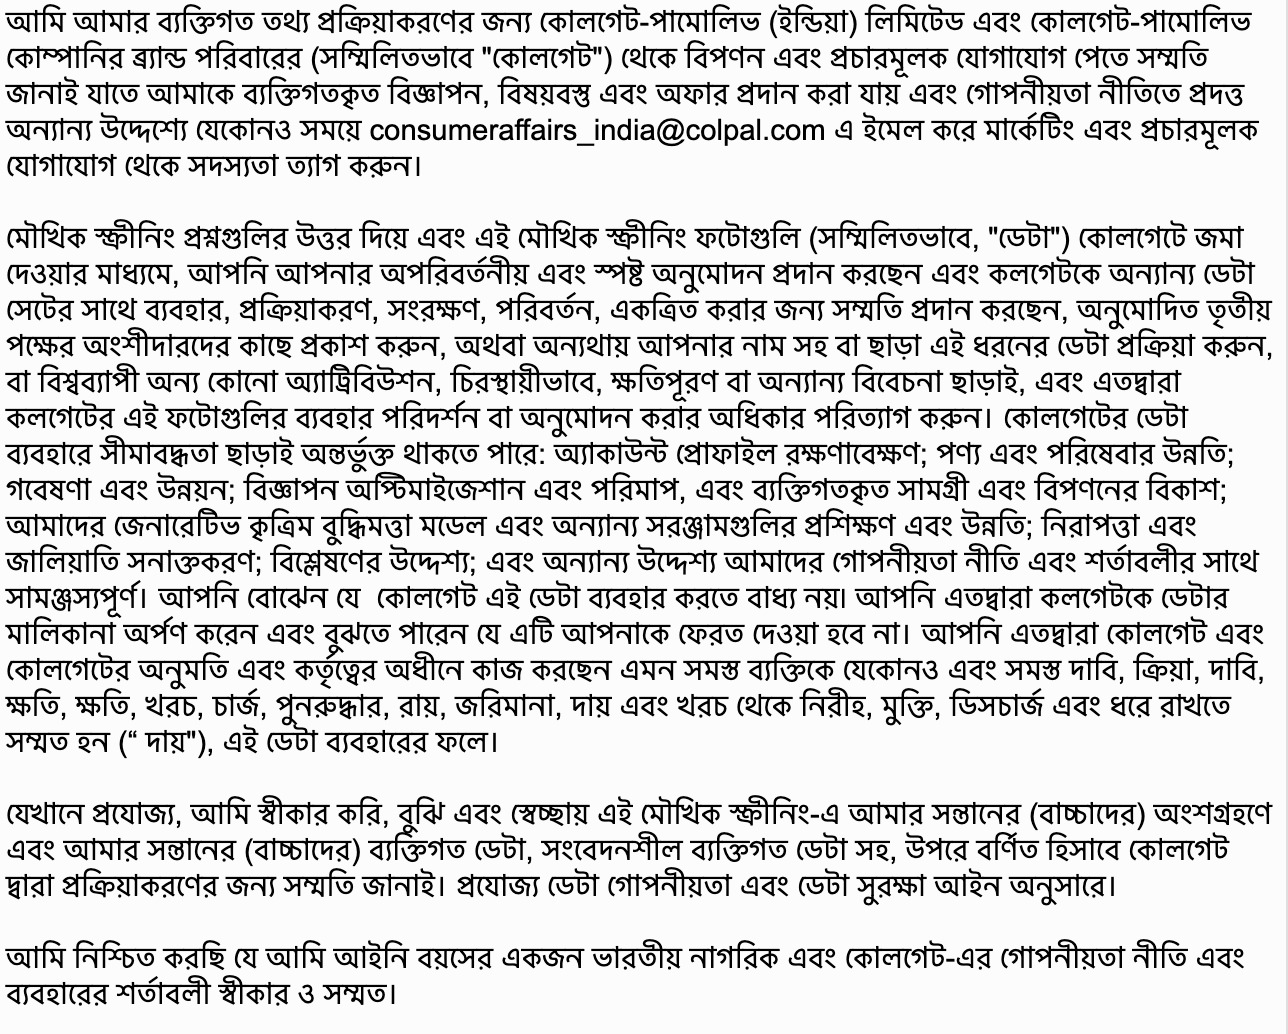 আমি আমার ব্যক্তিগত তথ্য প্রক্রিয়াকরণের জন্য কোলগেট-পামোলিভ (ইন্ডিয়া) লিমিটেড এবং কোলগেট-পামোলিভ
কোম্পানির ব্র্যান্ড পরিবারের (সম্মিলিতভাবে "কোলগেট") থেকে বিপণন এবং প্রচারমূলক যোগাযোগ পেতে সম্মতি
জানাই যাতে আমাকে ব্যক্তিগতকৃত বিজ্ঞাপন, বিষয়বস্তু এবং অফার প্রদান করা যায় এবং গোপনীয়তা নীতিতে প্রদত্ত
অন্যান্য উদ্দেশ্যে যেকোনও সময়ে consumeraffairs_india@colpal.com এ ইমেল করে মার্কেটিং এবং প্রচারমূলক
যোগাযোগ থেকে সদস্যতা ত্যাগ করুন।
মৌখিক স্ক্রীনিং প্রশ্নগুলির উত্তর দিয়ে এবং এই মৌখিক স্ক্রীনিং ফটোগুলি (সম্মিলিতভাবে, "ডেটা") কোলগেটে জমা
দেওয়ার মাধ্যমে, আপনি আপনার অপরিবর্তনীয় এবং স্পষ্ট অনুমোদন প্রদান করছেন এবং কলগেটকে অন্যান্য ডেটা
সেটের সাথে ব্যবহার, প্রক্রিয়াকরণ, সংরক্ষণ, পরিবর্তন, একত্রিত করার জন্য সম্মতি প্রদান করছেন, অনুমোদিত তৃতীয়
পক্ষের অংশীদারদের কাছে প্রকাশ করুন, অথবা অন্যথায় আপনার নাম সহ বা ছাড়া এই ধরনের ডেটা প্রক্রিয়া করুন,
বা বিশ্বব্যাপী অন্য কোনো অ্যাট্রিবিউশন, চিরস্থায়ীভাবে, ক্ষতিপূরণ বা অন্যান্য বিবেচনা ছাড়াই, এবং এতদ্বারা
কলগেটের এই ফটোগুলির ব্যবহার পরিদর্শন বা অনুমোদন করার অধিকার পরিত্যাগ করুন। কোলগেটের ডেটা
ব্যবহারে সীমাবদ্ধতা ছাড়াই অন্তর্ভুক্ত থাকতে পারে: অ্যাকাউন্ট প্রোফাইল রক্ষণাবেক্ষণ; পণ্য এবং পরিষেবার উন্নতি;
গবেষণা এবং উন্নয়ন; বিজ্ঞাপন অপ্টিমাইজেশান এবং পরিমাপ, এবং ব্যক্তিগতকৃত সামগ্রী এবং বিপণনের বিকাশ;
আমাদের জেনারেটিভ কৃত্রিম বুদ্ধিমত্তা মডেল এবং অন্যান্য সরঞ্জামগুলির প্রশিক্ষণ এবং উন্নতি; নিরাপত্তা এবং
জালিয়াতি সনাক্তকরণ; বিশ্লেষণের উদ্দেশ্য; এবং অন্যান্য উদ্দেশ্য আমাদের গোপনীয়তা নীতি এবং শর্তাবলীর সাথে
সামঞ্জস্যপূর্ণ। আপনি বোঝেন যে কোলগেট এই ডেটা ব্যবহার করতে বাধ্য নয়। আপনি এতদ্বারা কলগেটকে ডেটার
মালিকানা অর্পণ করেন এবং বুঝতে পারেন যে এটি আপনাকে ফেরত দেওয়া হবে না। আপনি এতদ্বারা কোলগেট এবং
কোলগেটের অনুমতি এবং কর্তৃত্বের অধীনে কাজ করছেন এমন সমস্ত ব্যক্তিকে যেকোনও এবং সমস্ত দাবি, ক্রিয়া, দাবি,
ক্ষতি, ক্ষতি, খরচ, চার্জ, পুনরুদ্ধার, রায়, জরিমানা, দায় এবং খরচ থেকে নিরীহ, মুক্তি, ডিসচার্জ এবং ধরে রাখতে
সম্মত হন (“ দায়"), এই ডেটা ব্যবহারের ফলে।
যেখানে প্রযোজ্য, আমি স্বীকার করি, বুঝি এবং স্বেচ্ছায় এই মৌখিক স্ক্রীনিং-এ আমার সন্তানের (বাচ্চাদের) অংশগ্রহণে
এবং আমার সন্তানের (বাচ্চাদের) ব্যক্তিগত ডেটা, সংবেদনশীল ব্যক্তিগত ডেটা সহ, উপরে বর্ণিত হিসাবে কোলগেট
দ্বারা প্রক্রিয়াকরণের জন্য সম্মতি জানাই। প্রযোজ্য ডেটা গোপনীয়তা এবং ডেটা সুরক্ষা আইন অনুসারে।
আমি নিশ্চিত করছি যে আমি আইনি বয়সের একজন ভারতীয় নাগরিক এবং কোলগেট-এর গোপনীয়তা নীতি এবং
ব্যবহারের শর্তাবলী স্বীকার ও সম্মত।